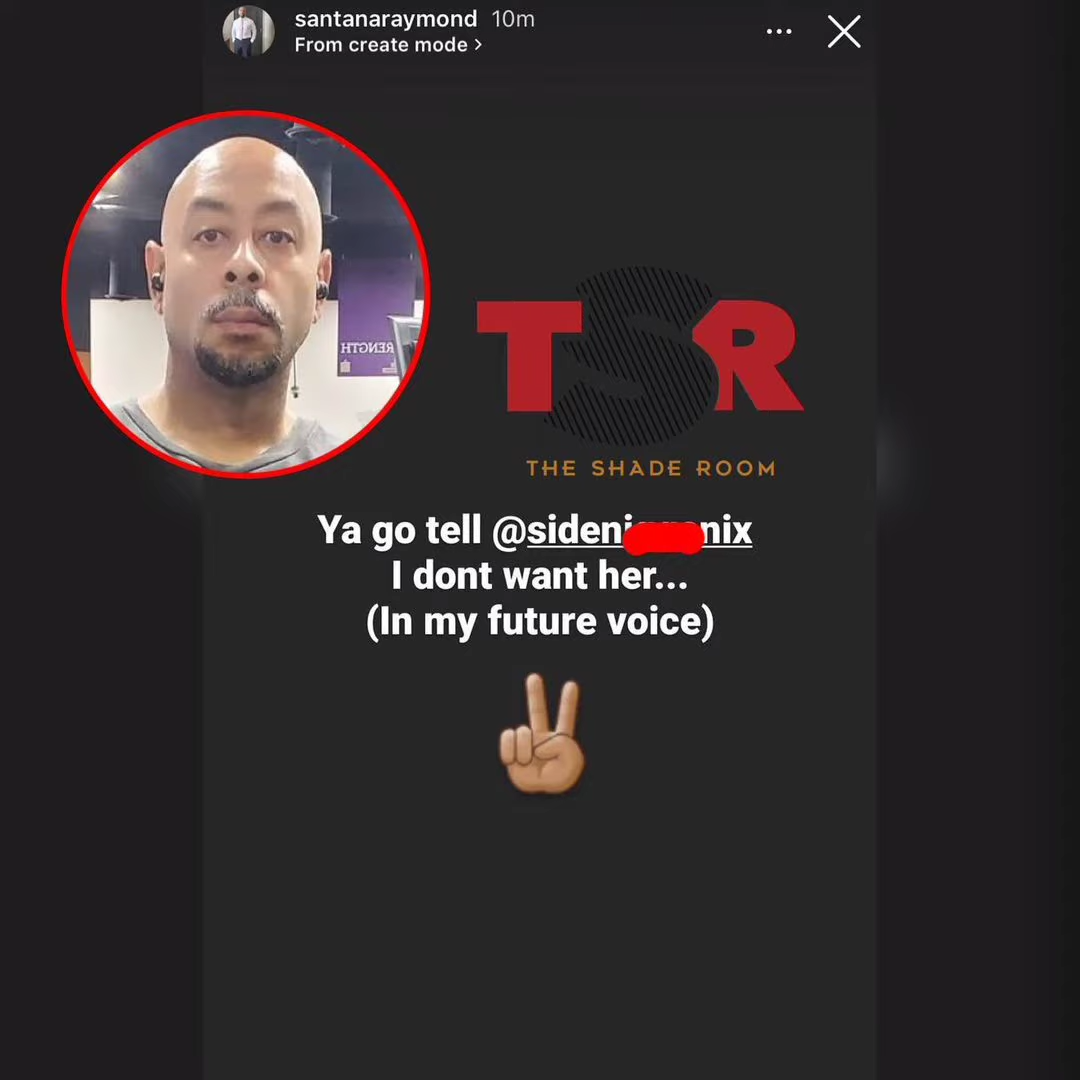 santanaraymond 10m
From create mode >
RENGTH
TSR
THE SHADE ROOM
Ya go tell
I dont want her...
(In my future voice)